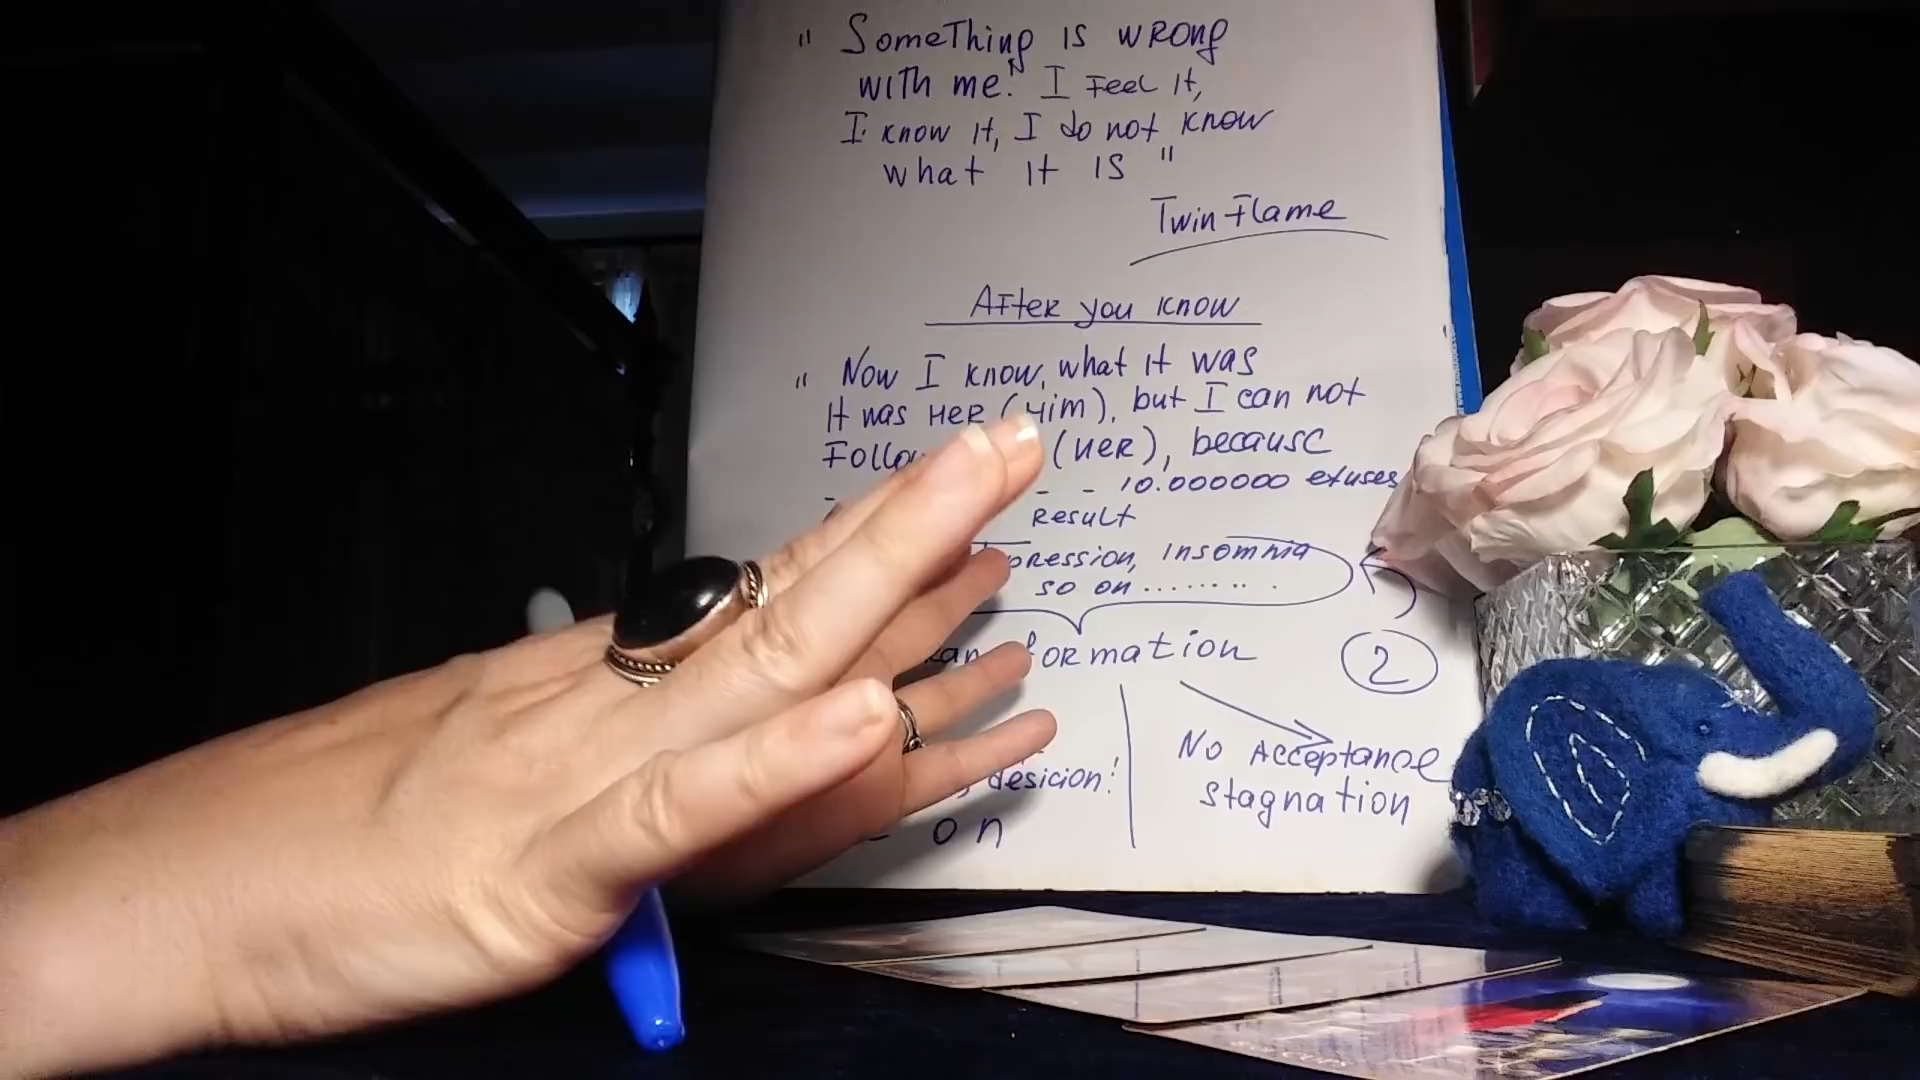 " Something is wrong
with me." I feel it,
I know it, I do not know
what it is "
Twin Flame
After you know
" Now I know, what it was
It was HER (Him), but I can not
(HER), because
- - - 10.000000 exuses
Result
Insomnia
so on ........
2
No Acceptance
stagnation
desicion!
on